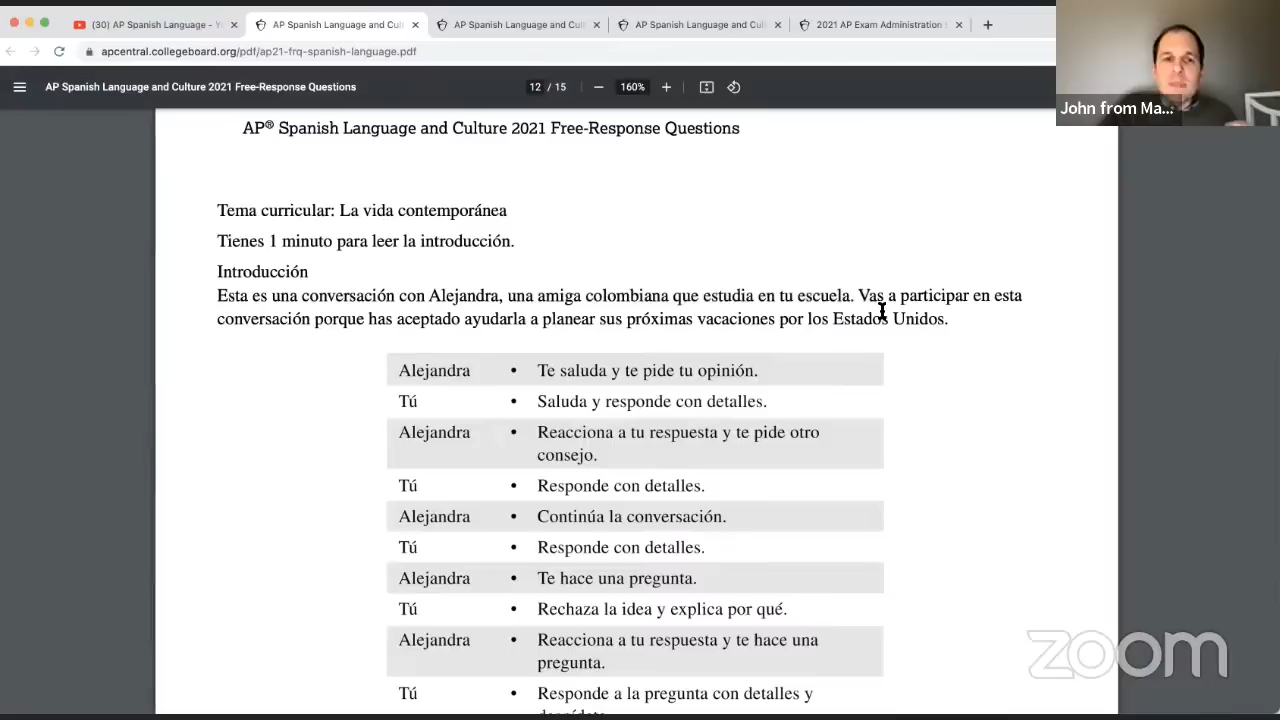 (30) AP Spanish Language - Y
AP Spanish Language and Cult
AP Spanish Language and Cult
AP Spanish Language and Cult
2021 AP Exam Administration
apcentral.collegeboard.org/pdf/ap21-frq-spanish-language.pdf
AP Spanish Language and Culture 2021 Free-Response Questions
12 / 15
160%
John from Ma...
AP® Spanish Language and Culture 2021 Free-Response Questions
Tema curricular: La vida contemporánea
Tienes 1 minuto para leer la introducción.
Introducción
Esta es una conversación con Alejandra, una amiga colombiana que estudia en tu escuela. Vas a participar en esta
conversación porque has aceptado ayudarla a planear sus próximas vacaciones por los Estados Unidos.
Alejandra • Te saluda y te pide tu opinión.
Tú • Saluda y responde con detalles.
Alejandra • Reacciona a tu respuesta y te pide otro
consejo.
Tú • Responde con detalles.
Alejandra • Continúa la conversación.
Tú • Responde con detalles.
Alejandra • Te hace una pregunta.
Tú • Rechaza la idea y explica por qué.
Alejandra • Reacciona a tu respuesta y te hace una
pregunta.
Tú • Responde a la pregunta con detalles y
zoom